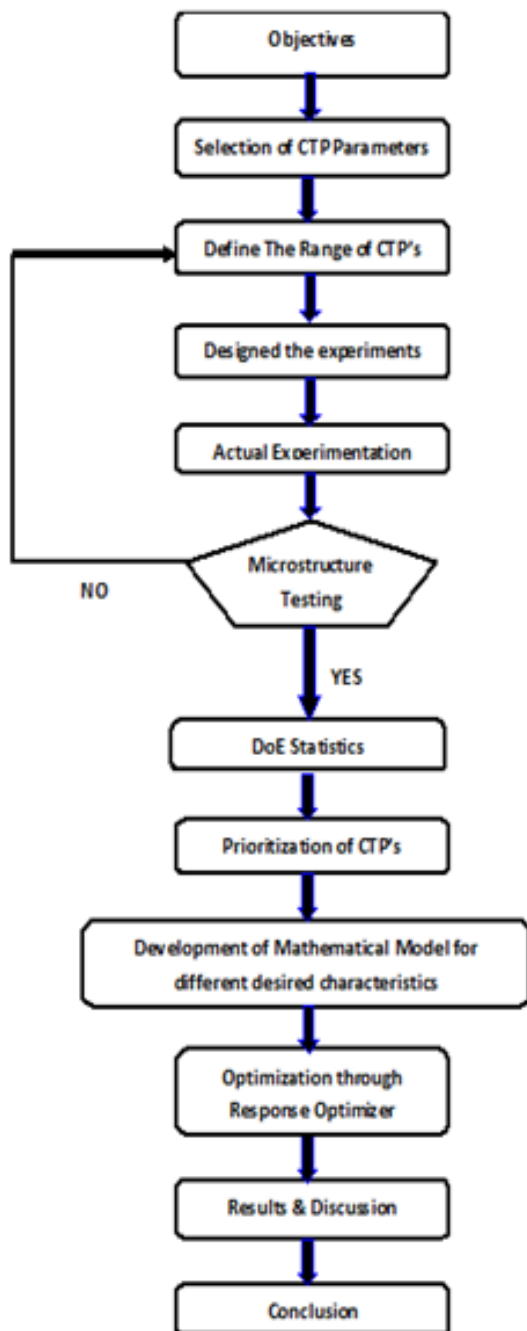 Objectives
Selection of CTP Parameters
Define The Range of CTP's
Designed the experiments
Actual Experimentation
Microstructure
Testing
NO
YES
DoE Statistics
Prioritization of CTP's
Development of Mathematical Model for
different desired characteristics
Optimization through
Response Optimizer
Results & Discussion
Conclusion